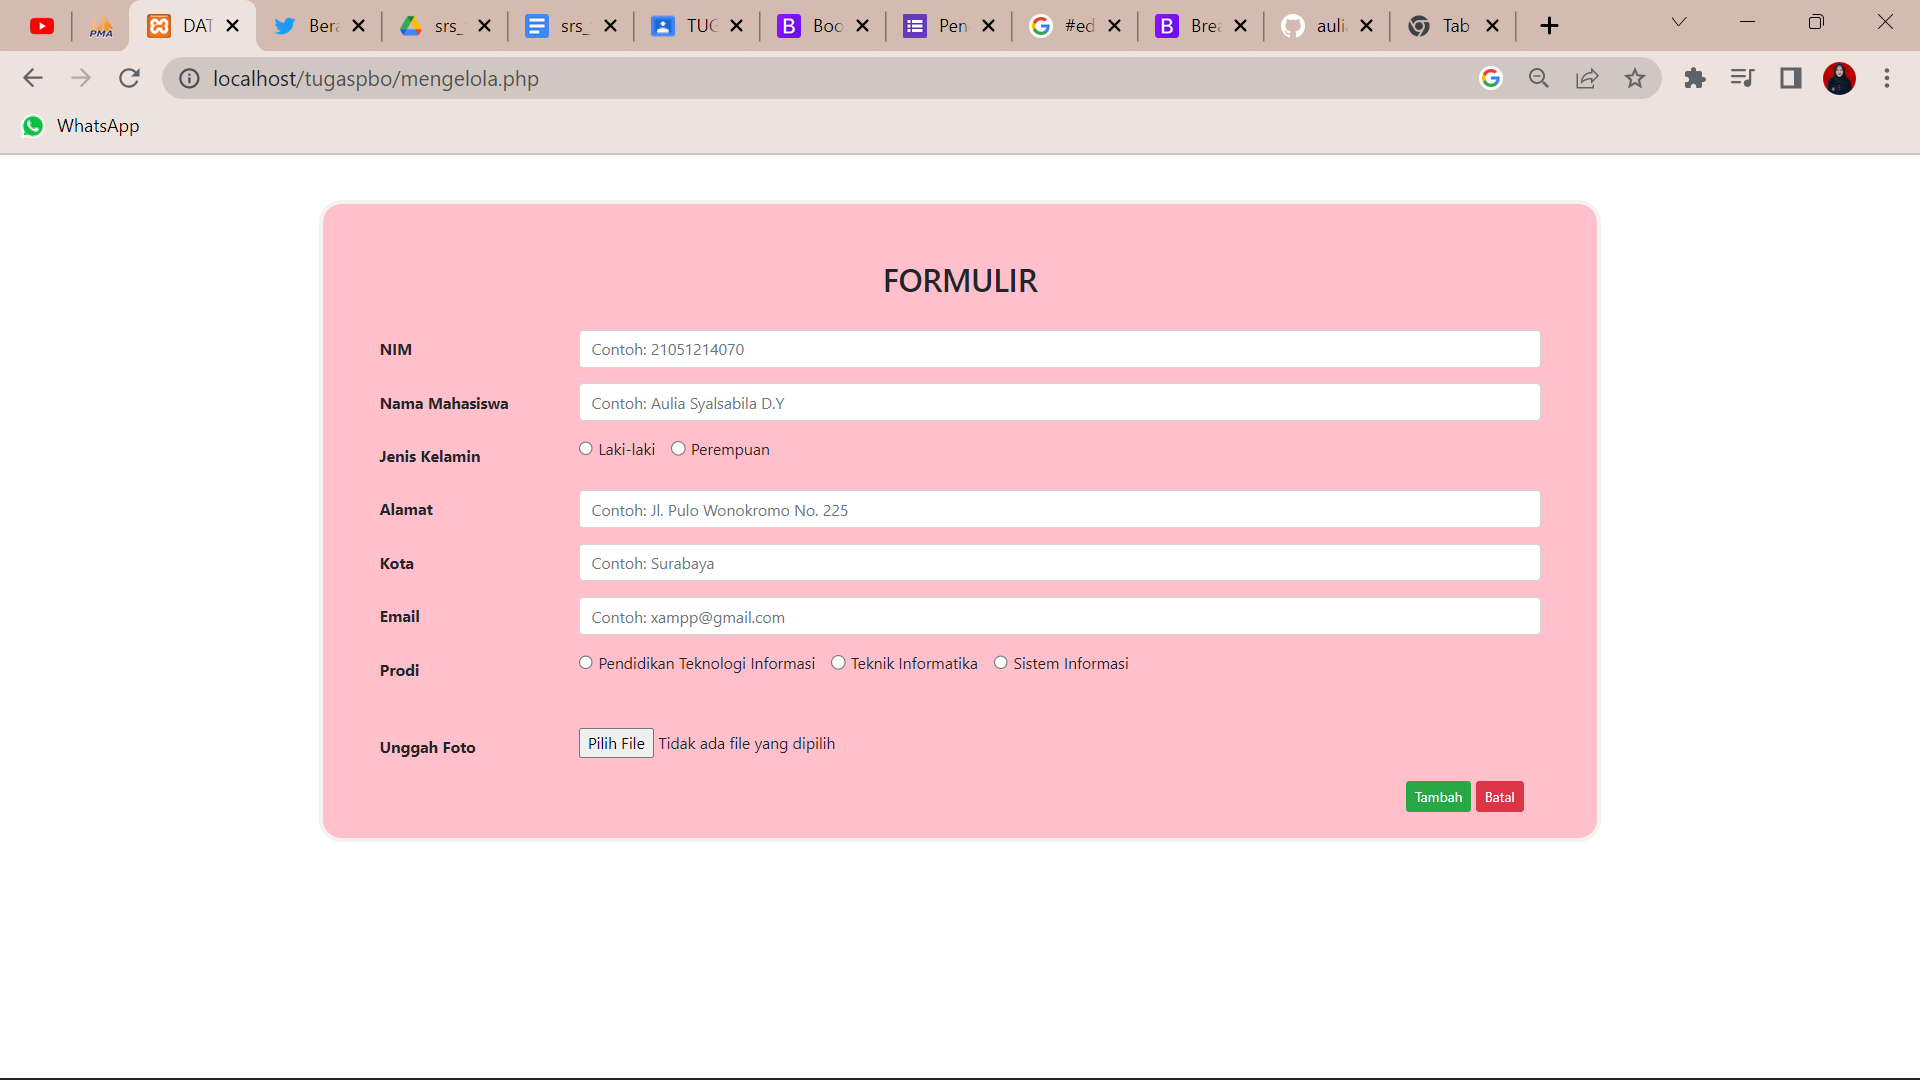 PMA DAT Bera srs_ srs_ TUG Boo Pen #ed Brea auli Tab
localhost/tugaspbo/mengelola.php
WhatsApp
FORMULIR
NIM Contoh: 21051214070
Nama Mahasiswa Contoh: Aulia Syalsabila D.Y
Jenis Kelamin Laki-laki Perempuan
Alamat Contoh: Jl. Pulo Wonokromo No. 225
Kota Contoh: Surabaya
Email Contoh: xampp@gmail.com
Prodi Pendidikan Teknologi Informasi Teknik Informatika Sistem Informasi
Unggah Foto Pilih File Tidak ada file yang dipilih
Tambah Batal